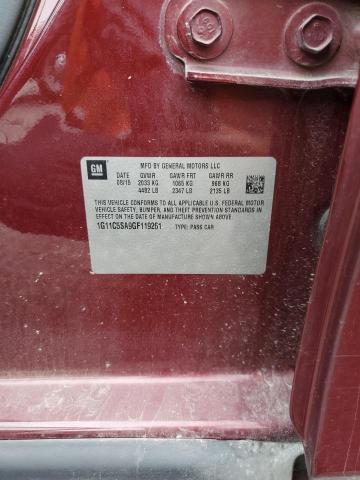 GM
MFD BY GENERAL MOTORS LLC
DATE GVWR GAWR FRT GAWR RR
08/15 2033 KG 1065 KG 968 KG
4482 LB 2347 LB 2135 LB
THIS VEHICLE CONFORMS TO ALL APPLICABLE U.S. FEDERAL MOTOR
VEHICLE SAFETY, BUMPER, AND THEFT PREVENTION STANDARDS
IN EFFECT ON THE DATE OF MANUFACTURE SHOWN ABOVE.
1G11C5SA9GF119251 TYPE: PASS CAR